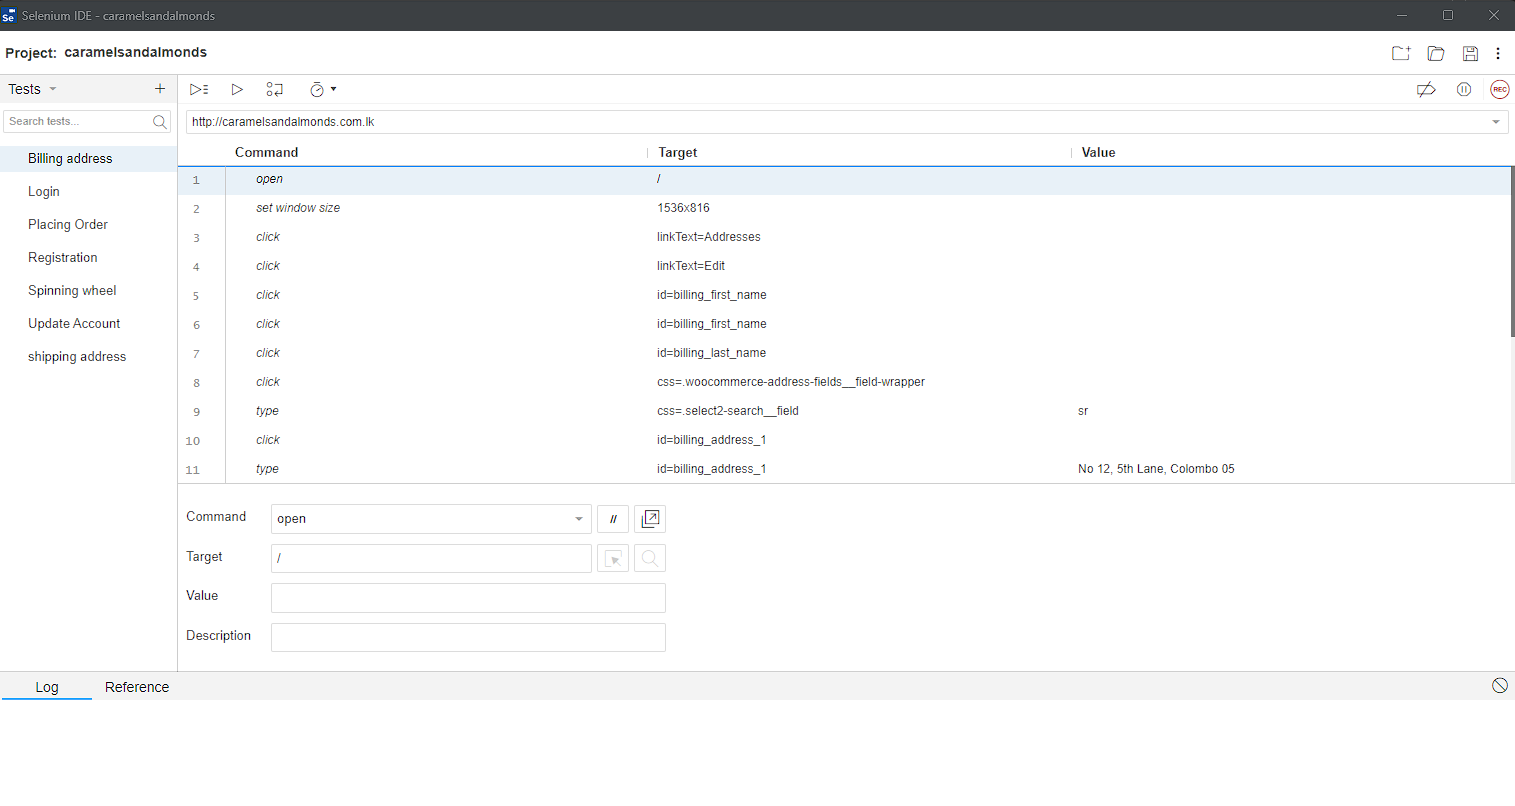 Se Selenium IDE - caramelsandalmonds
Project: caramelsandalmonds
Tests
REC
Search tests...
http://caramelsandalmonds.com.lk
Command Target Value
Billing address
Login
Placing Order
Registration
Spinning wheel
Update Account
shipping address
1 open /
2 set window size 1536x816
3 click linkText=Addresses
4 click linkText=Edit
5 click id=billing_first_name
6 click id=billing_first_name
7 click id=billing_last_name
8 click css=.woocommerce-address-fields__field-wrapper
9 type css=.select2-search__field sr
10 click id=billing_address_1
11 type id=billing_address_1 No 12, 5th Lane, Colombo 05
Command open //
Target /
Value
Description
Log Reference